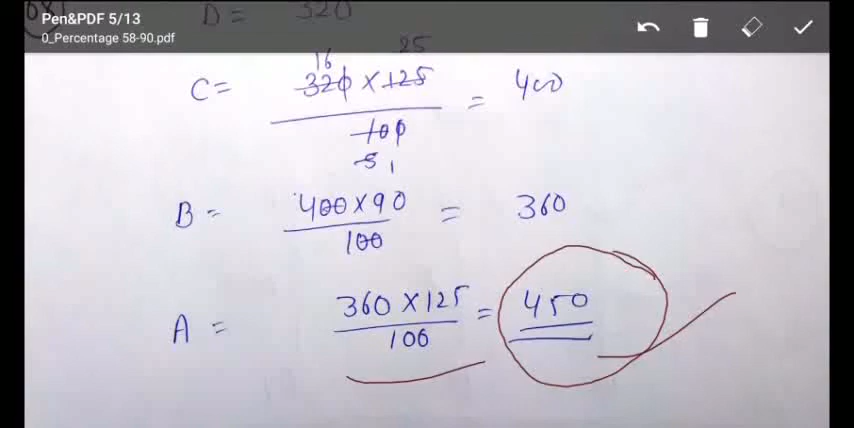 Pen&PDF 5/13
0_Percentage 58-90.pdf
D = 320
16 25
C = 320 X 125 = 400
100
5 1
B = 400 X 90 = 360
100
A = 360 X 125 = 450
100